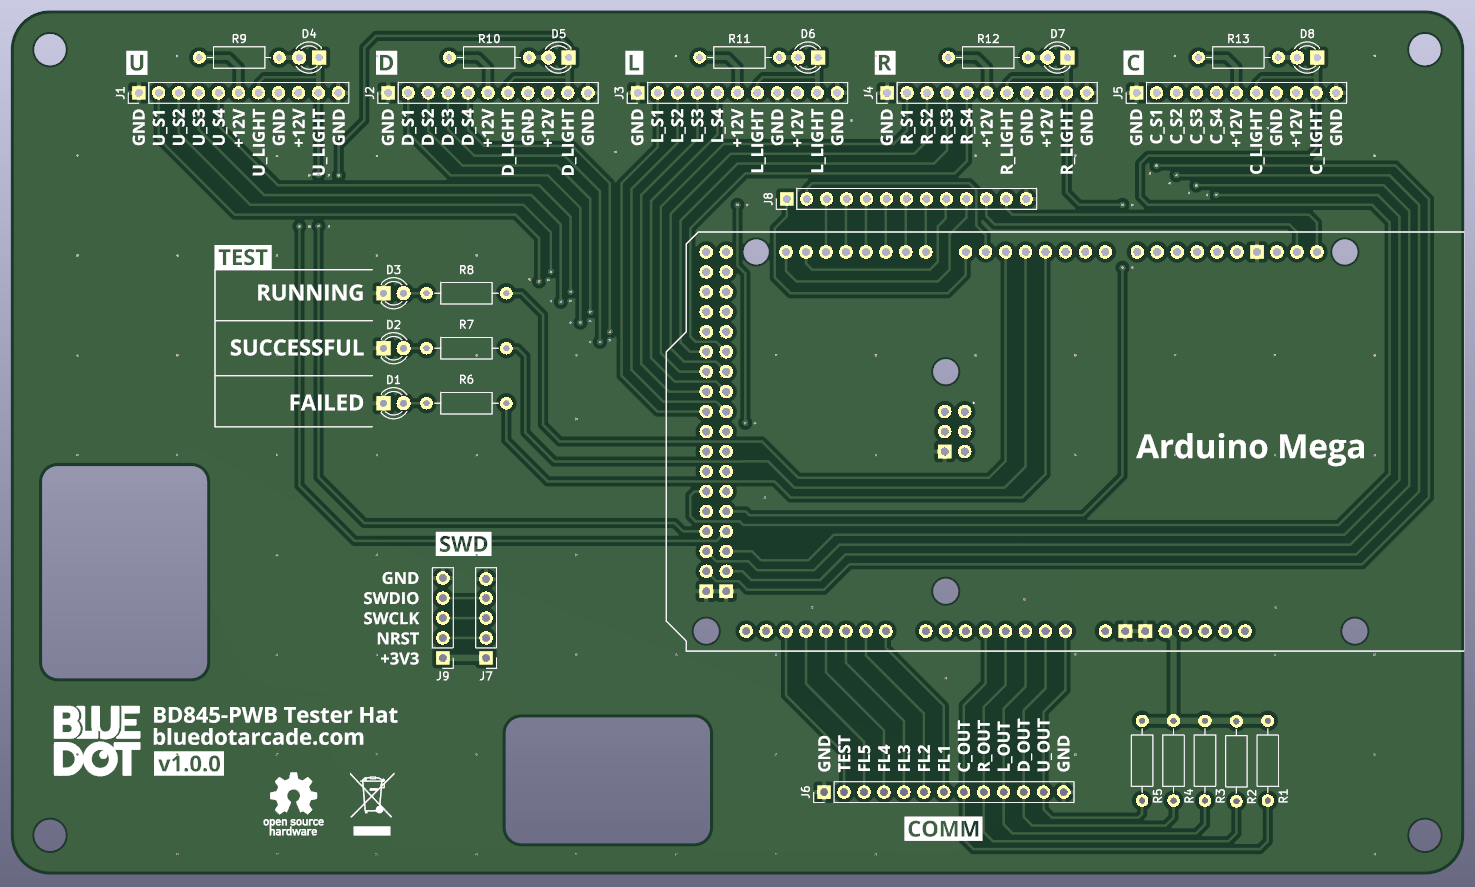 R9
D4
R10
D5
R11
D6
R12
D7
R13
D8
U
D
L
R
C
J1
J2
J3
J4
J5
GND
U_S1
U_S2
U_S3
U_S4
+12V
U_LIGHT
GND
+12V
U_LIGHT
GND
GND
D_S1
D_S2
D_S3
D_S4
+12V
D_LIGHT
GND
+12V
D_LIGHT
GND
GND
L_S1
L_S2
L_S3
L_S4
+12V
L_LIGHT
GND
+12V
L_LIGHT
GND
GND
R_S1
R_S2
R_S3
R_S4
+12V
R_LIGHT
GND
+12V
R_LIGHT
GND
GND
C_S1
C_S2
C_S3
C_S4
+12V
C_LIGHT
GND
+12V
C_LIGHT
GND
J8
TEST
D3
R8
RUNNING
D2
R7
SUCCESSFUL
D1
R6
FAILED
Arduino Mega
SWD
GND
SWDIO
SWCLK
NRST
+3V3
J9
J7
BLUE
DOT
BD845-PWB Tester Hat
bluedotarcade.com
v1.0.0
open source
hardware
GND
TEST
FL5
FL4
FL3
FL2
FL1
C_OUT
R_OUT
L_OUT
D_OUT
U_OUT
GND
J6
COMM
R5
R4
R3
R2
R1